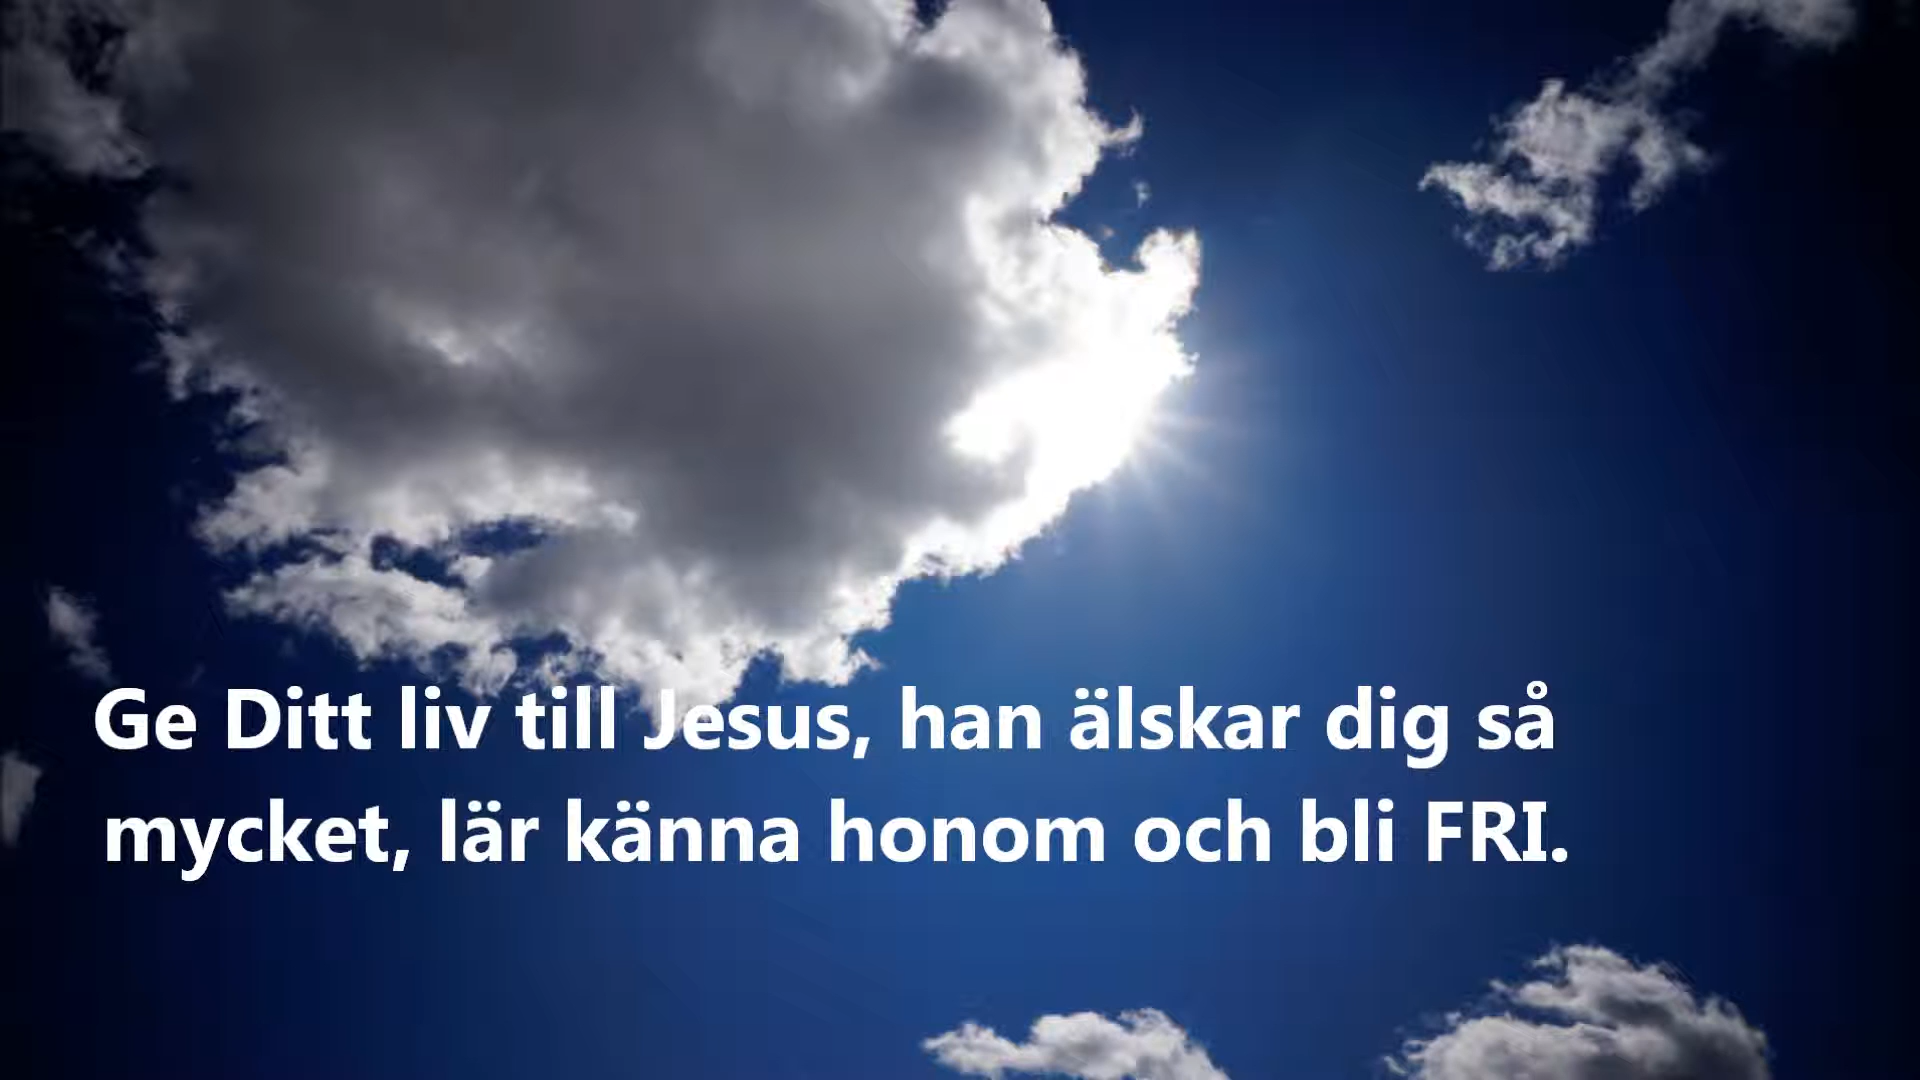 Ge Ditt liv till Jesus, han älskar dig så
mycket, lär känna honom och bli FRI.